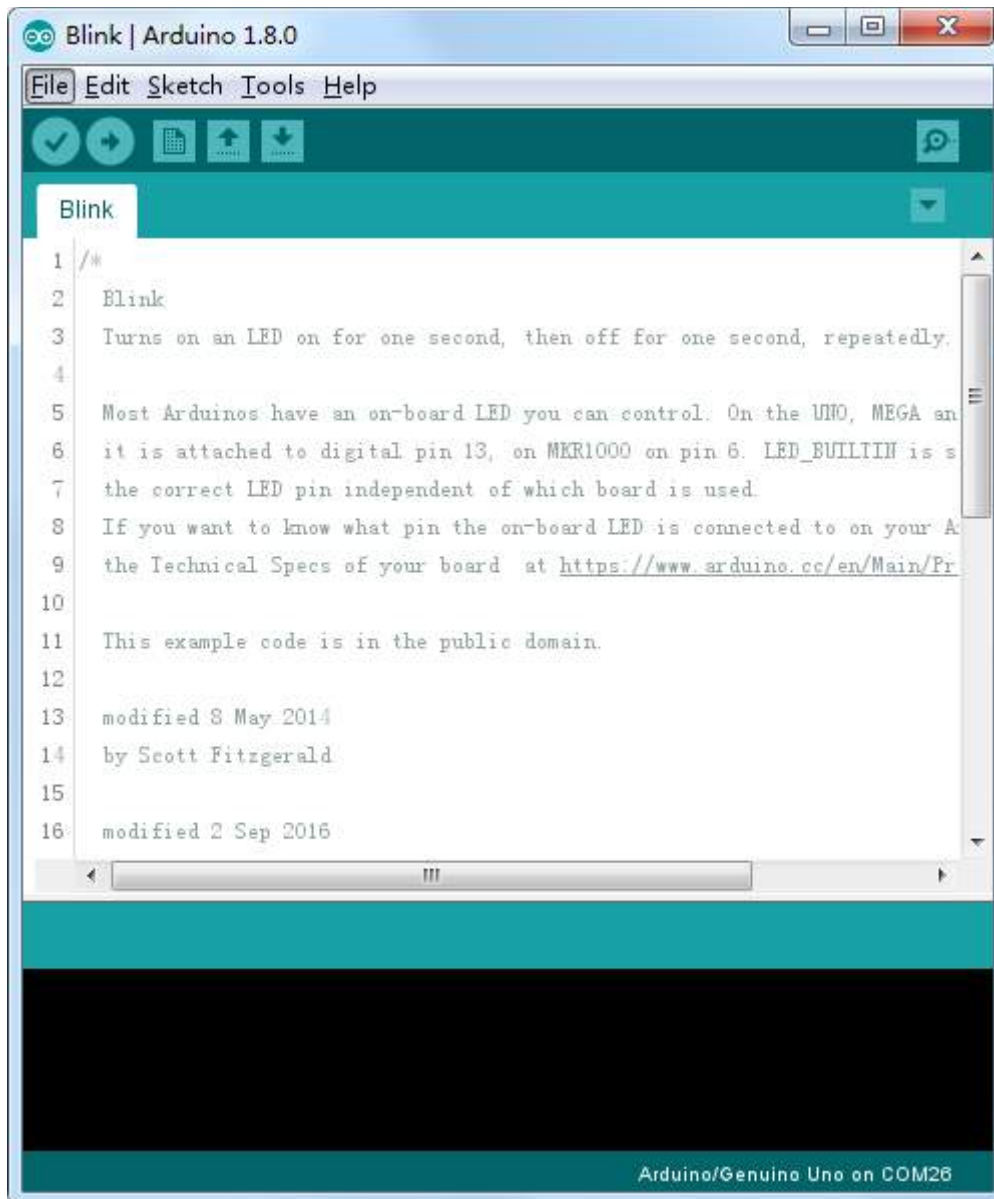 Blink | Arduino 1.8.0
File Edit Sketch Tools Help
Blink
1 /*
2 Blink
3 Turns on an LED on for one second, then off for one second, repeatedly.
4
5 Most Arduinos have an on-board LED you can control. On the UNO, MEGA an
6 it is attached to digital pin 13, on MKR1000 on pin 6. LED_BUILTIN is s
7 the correct LED pin independent of which board is used.
8 If you want to know what pin the on-board LED is connected to on your A
9 the Technical Specs of your board at https://www.arduino.cc/en/Main/Pr
10
11 This example code is in the public domain.
12
13 modified 8 May 2014
14 by Scott Fitzgerald
15
16 modified 2 Sep 2016
Arduino/Genuino Uno on COM26